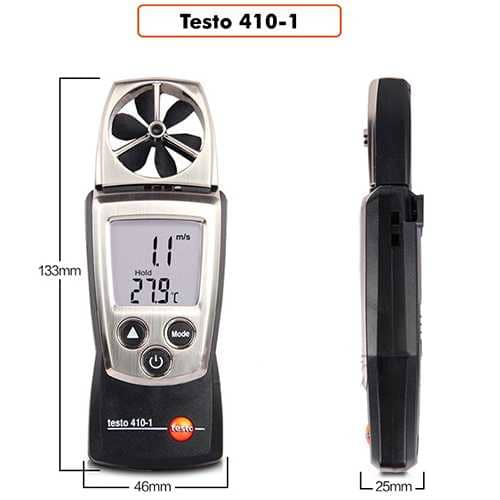 Testo 410-1
133mm
1.1 m/s
Hold
27.9 °C
▲ Mode
testo 410-1 testo
46mm
25mm